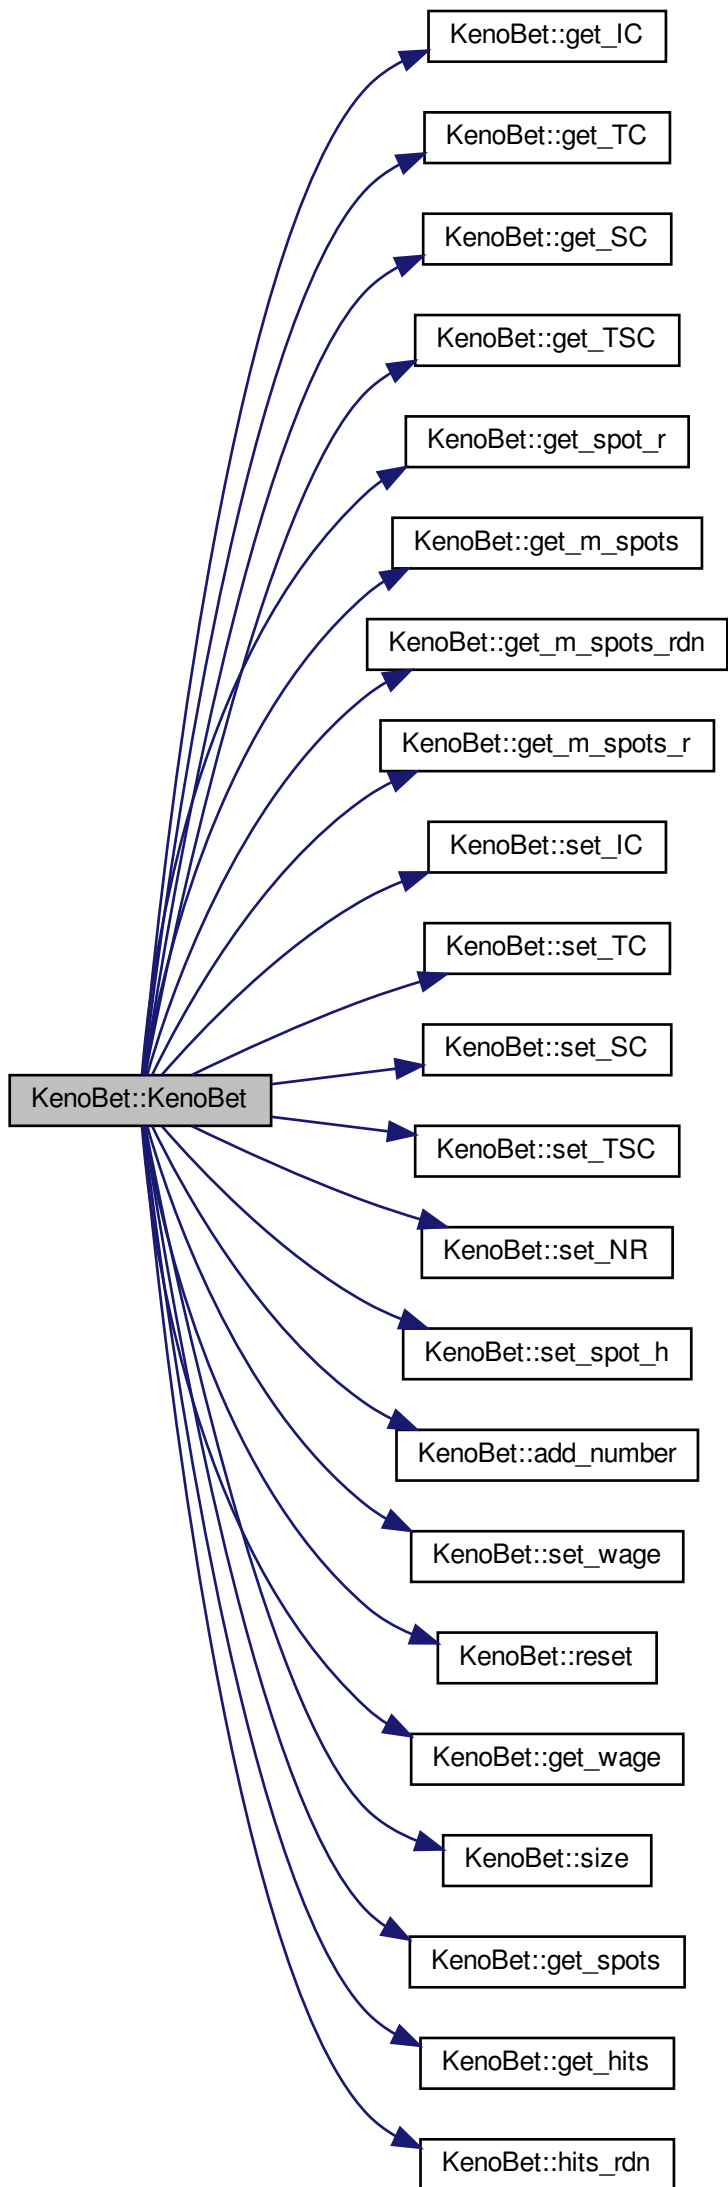 KenoBet::get_IC
KenoBet::get_TC
KenoBet::get_SC
KenoBet::get_TSC
KenoBet::get_spot_r
KenoBet::get_m_spots
KenoBet::get_m_spots_rdn
KenoBet::get_m_spots_r
KenoBet::set_IC
KenoBet::set_TC
KenoBet::set_SC
KenoBet::KenoBet
KenoBet::set_TSC
KenoBet::set_NR
KenoBet::set_spot_h
KenoBet::add_number
KenoBet::set_wage
KenoBet::reset
KenoBet::get_wage
KenoBet::size
KenoBet::get_spots
KenoBet::get_hits
KenoBet::hits_rdn